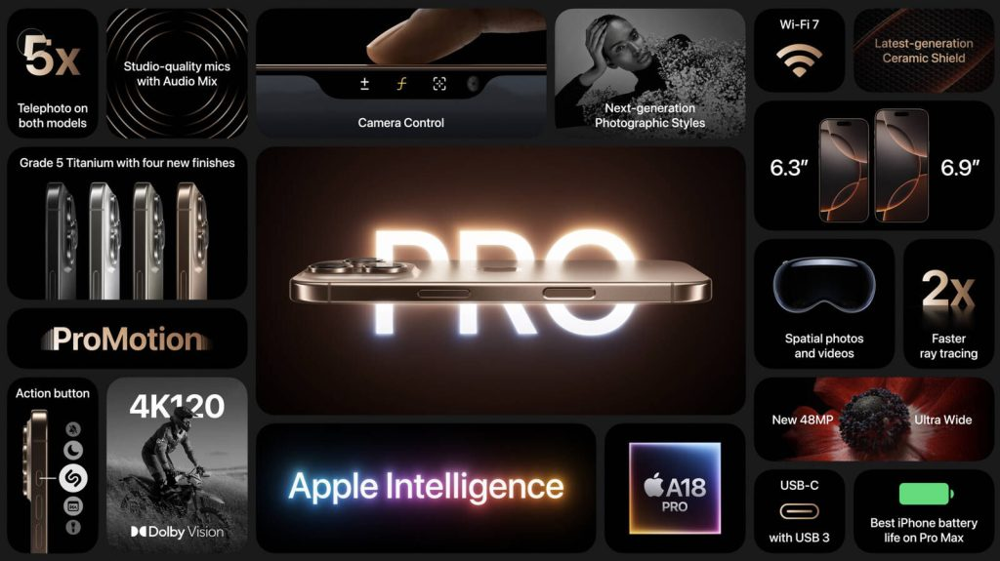 5x
Telephoto on
both models
Studio-quality mics
with Audio Mix
Camera Control
Next-generation
Photographic Styles
Wi-Fi 7
Latest-generation
Ceramic Shield
Grade 5 Titanium with four new finishes
PRO
6.3”
6.9”
ProMotion
Spatial photos
and videos
2x
Faster
ray tracing
Action button
4K120
Dolby Vision
Apple Intelligence
A18
PRO
New 48MP
Ultra Wide
USB-C
with USB 3
Best iPhone battery
life on Pro Max